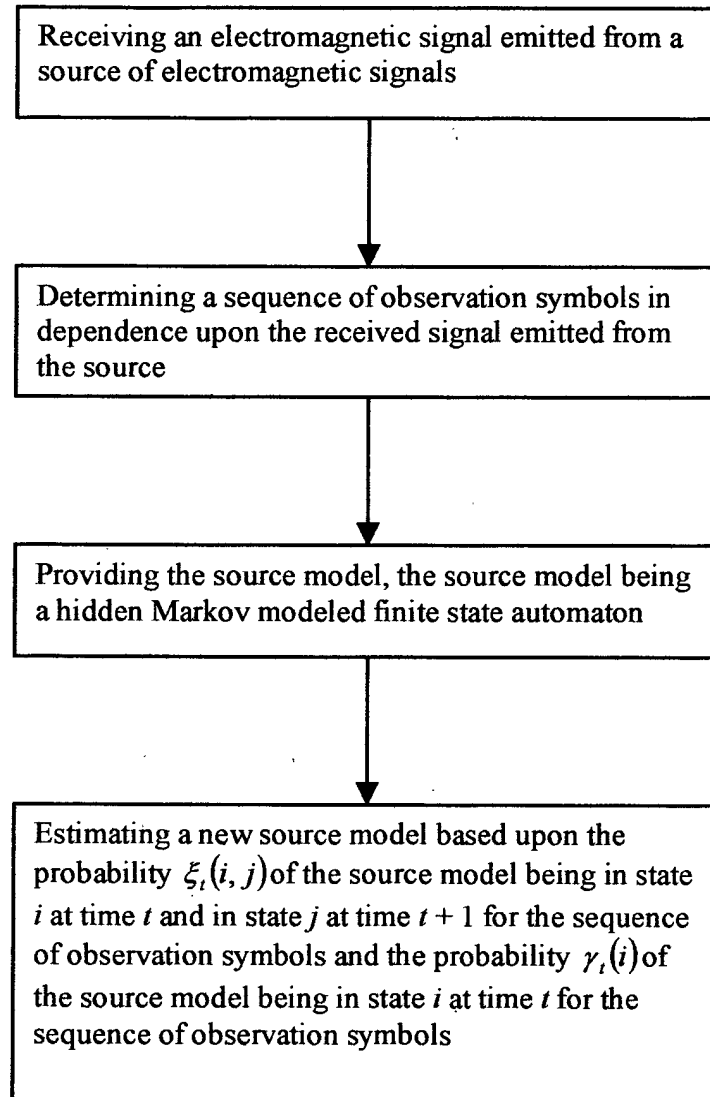 Receiving an electromagnetic signal emitted from a
source of electromagnetic signals
Determining a sequence of observation symbols in
dependence upon the received signal emitted from
the source
Providing the source model, the source model being
a hidden Markov modeled finite state automaton
Estimating a new source model based upon the
probability ξₜ(i, j) of the source model being in state
i at time t and in state j at time t + 1 for the sequence
of observation symbols and the probability γₜ(i) of
the source model being in state i at time t for the
sequence of observation symbols